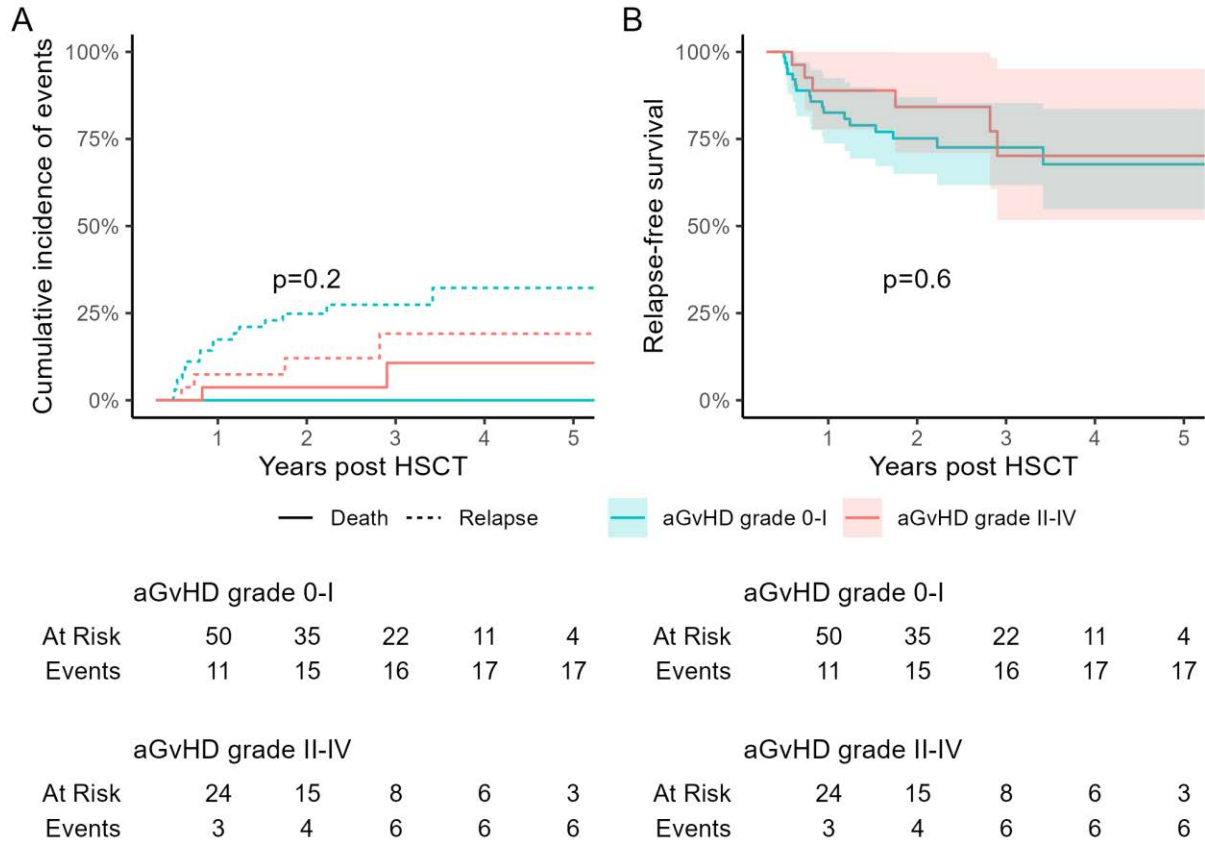 A
Cumulative incidence of events
100%
75%
50%
25%
0%
p=0.2
1 2 3 4 5
Years post HSCT
B
Relapse-free survival
100%
75%
50%
25%
0%
p=0.6
1 2 3 4 5
Years post HSCT
Death Relapse aGvHD grade 0-I aGvHD grade II-IV
aGvHD grade 0-I
At Risk 50 35 22 11 4
Events 11 15 16 17 17
aGvHD grade II-IV
At Risk 24 15 8 6 3
Events 3 4 6 6 6
aGvHD grade 0-I
At Risk 50 35 22 11 4
Events 11 15 16 17 17
aGvHD grade II-IV
At Risk 24 15 8 6 3
Events 3 4 6 6 6